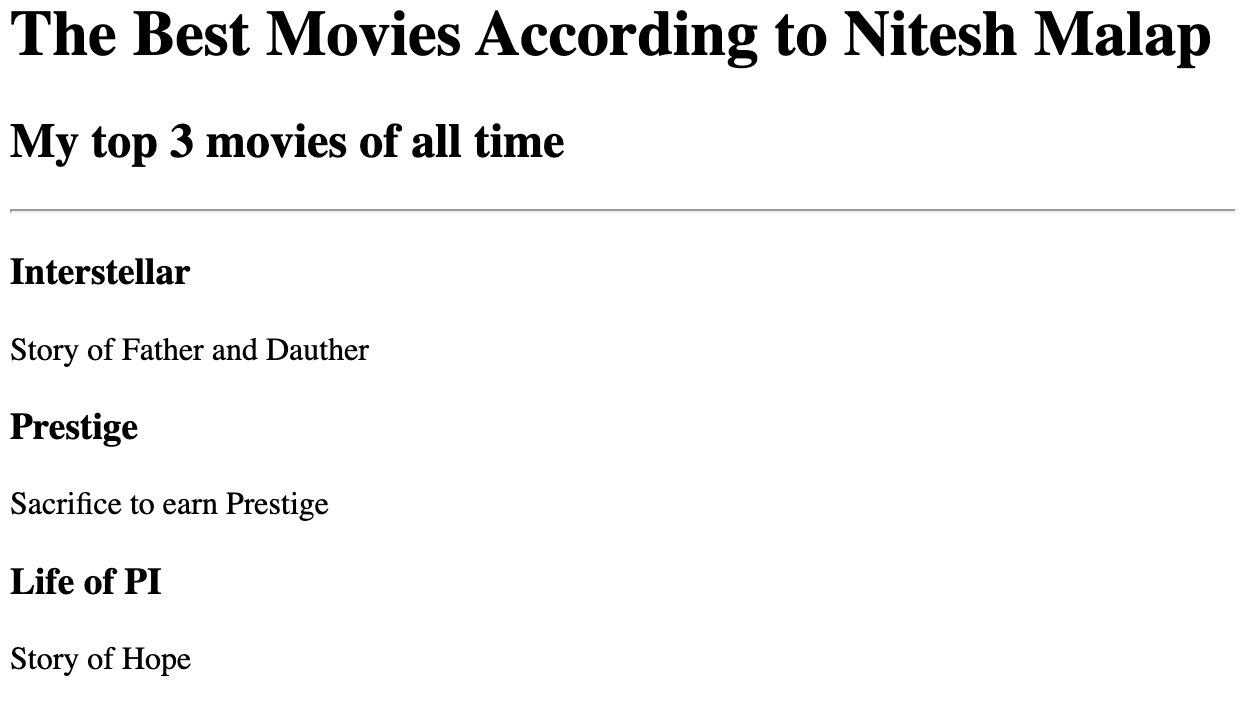 The Best Movies According to Nitesh Malap
My top 3 movies of all time
Interstellar
Story of Father and Dauther
Prestige
Sacrifice to earn Prestige
Life of PI
Story of Hope